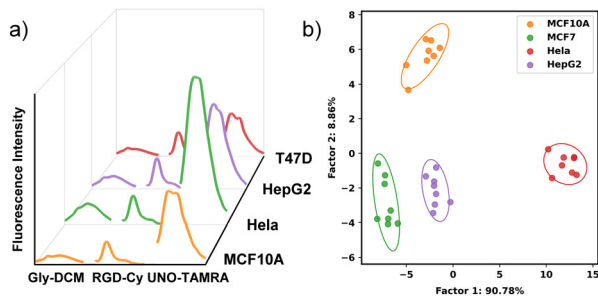 a)
Fluorescence Intensity
T47D
HepG2
Hela
MCF10A
Gly-DCM RGD-Cy UNO-TAMRA
b)
MCF10A
MCF7
Hela
HepG2
Factor 2: 8.86%
8
6
4
2
0
−2
−4
−6
−5 0 5 10 15
Factor 1: 90.78%